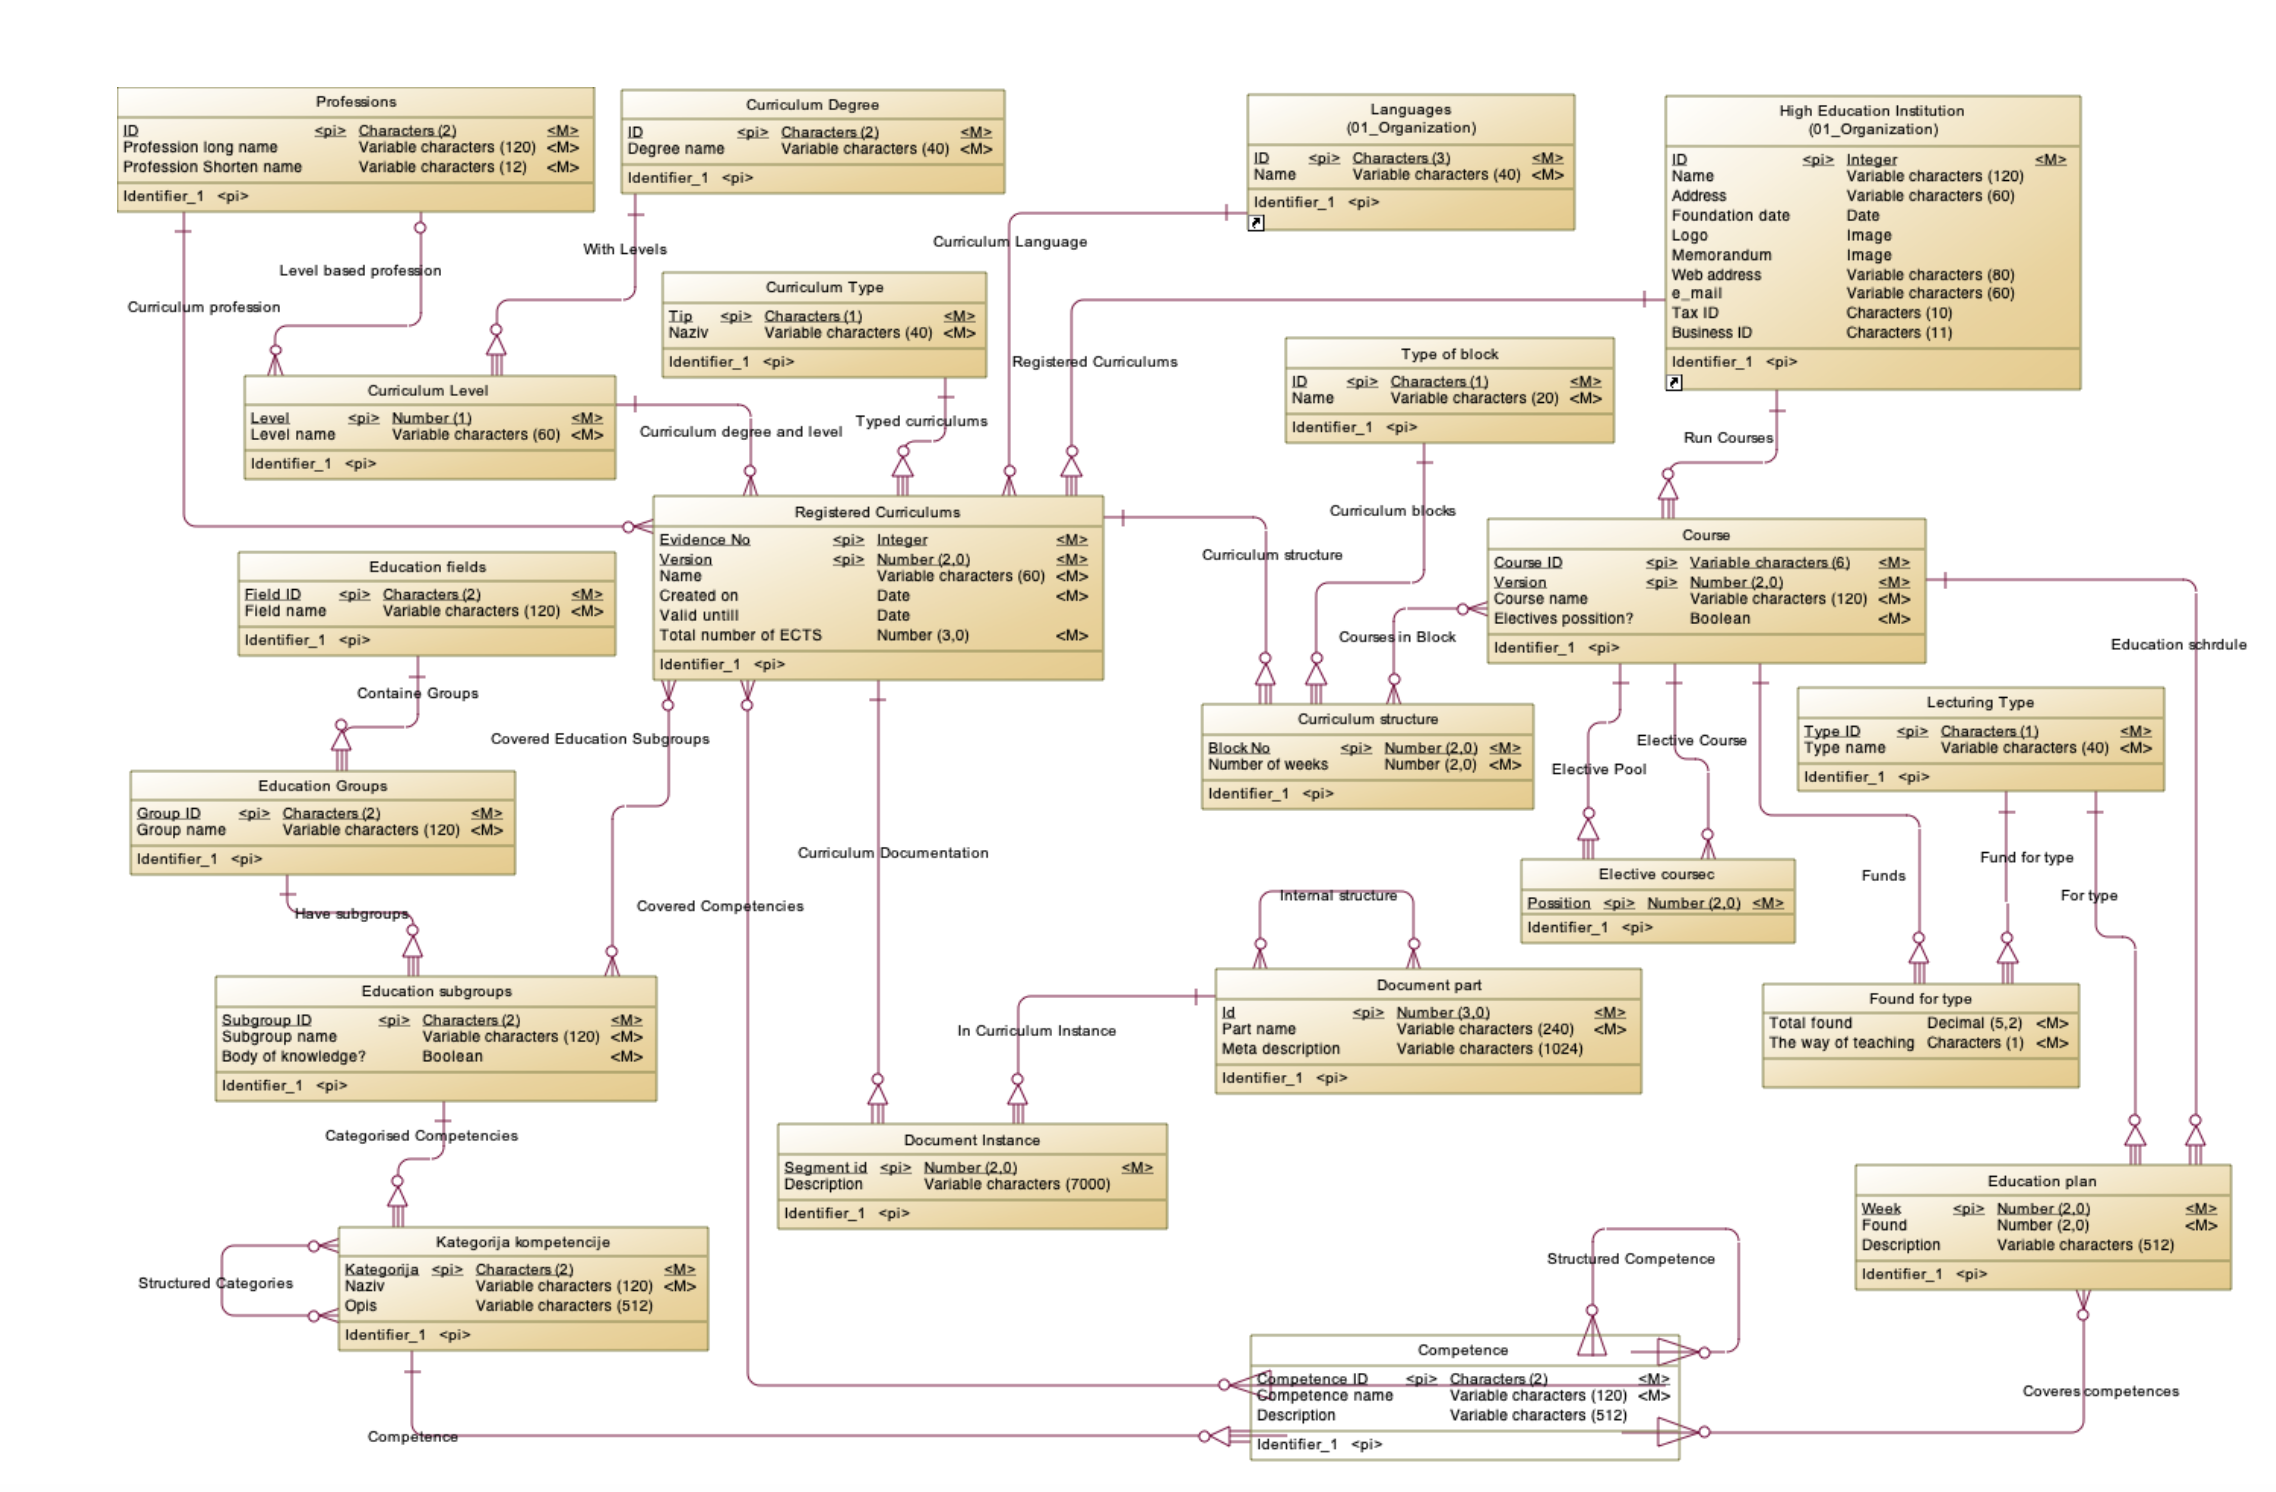 Professions
ID <pi> Characters (2) <M>
Profession long name Variable characters (120) <M>
Profession Shorten name Variable characters (12) <M>
Identifier_1 <pi>
Curriculum Degree
ID <pi> Characters (2) <M>
Degree name Variable characters (40) <M>
Identifier_1 <pi>
Languages
(01_Organization)
ID <pi> Characters (3) <M>
Name Variable characters (40) <M>
Identifier_1 <pi>
High Education Institution
(01_Organization)
ID <pi> Integer <M>
Name Variable characters (120)
Address Variable characters (60)
Foundation date Date
Logo Image
Memorandum Image
Web address Variable characters (80)
e_mail Variable characters (60)
Tax ID Characters (10)
Business ID Characters (11)
Identifier_1 <pi>
With Levels
Curriculum Language
Level based profession
Curriculum profession
Curriculum Type
Tip <pi> Characters (1) <M>
Naziv Variable characters (40) <M>
Identifier_1 <pi>
Registered Curriculums
Type of block
ID <pi> Characters (1) <M>
Name Variable characters (20) <M>
Identifier_1 <pi>
Curriculum Level
Level <pi> Number (1) <M>
Level name Variable characters (60) <M>
Identifier_1 <pi>
Curriculum degree and level
Typed curriculums
Run Courses
Curriculum blocks
Curriculum structure
Registered Curriculums
Evidence No <pi> Integer <M>
Version <pi> Number (2,0) <M>
Name Variable characters (60) <M>
Created on Date <M>
Valid untill Date
Total number of ECTS Number (3,0) <M>
Identifier_1 <pi>
Course
Course ID <pi> Variable characters (6) <M>
Version <pi> Number (2,0) <M>
Course name Variable characters (120) <M>
Electives possition? Boolean <M>
Identifier_1 <pi>
Education fields
Field ID <pi> Characters (2) <M>
Field name Variable characters (120) <M>
Identifier_1 <pi>
Courses in Block
Education schrdule
Containe Groups
Covered Education Subgroups
Curriculum structure
Block No <pi> Number (2,0) <M>
Number of weeks Number (2,0) <M>
Identifier_1 <pi>
Elective Course
Elective Pool
Lecturing Type
Type ID <pi> Characters (1) <M>
Type name Variable characters (40) <M>
Identifier_1 <pi>
Education Groups
Group ID <pi> Characters (2) <M>
Group name Variable characters (120) <M>
Identifier_1 <pi>
Curriculum Documentation
Covered Competencies
Have subgroups
Internal structure
Elective coursec
Possition <pi> Number (2,0) <M>
Identifier_1 <pi>
Funds
Fund for type
For type
Education subgroups
Subgroup ID <pi> Characters (2) <M>
Subgroup name Variable characters (120) <M>
Body of knowledge? Boolean <M>
Identifier_1 <pi>
In Curriculum Instance
Document part
Id <pi> Number (3,0) <M>
Part name Variable characters (240) <M>
Meta description Variable characters (1024)
Identifier_1 <pi>
Found for type
Total found Decimal (5,2) <M>
The way of teaching Characters (1) <M>
Categorised Competencies
Document Instance
Segment id <pi> Number (2,0) <M>
Description Variable characters (7000)
Identifier_1 <pi>
Education plan
Week <pi> Number (2,0) <M>
Found Number (2,0) <M>
Description Variable characters (512)
Identifier_1 <pi>
Structured Categories
Kategorija kompetencije
Kategorija <pi> Characters (2) <M>
Naziv Variable characters (120) <M>
Opis Variable characters (512)
Identifier_1 <pi>
Structured Competence
Competence
Competence ID <pi> Characters (2) <M>
Competence name Variable characters (120) <M>
Description Variable characters (512)
Identifier_1 <pi>
Coveres competences
Competence